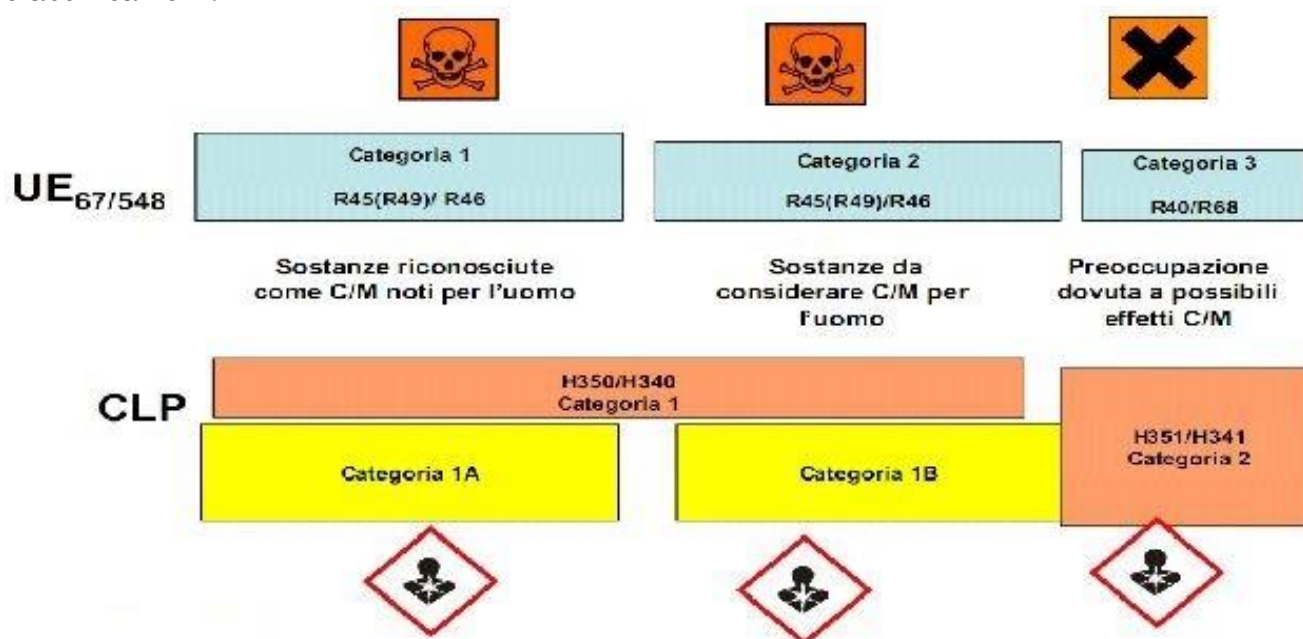 Categoria 1
R45(R49)/ R46
Categoria 2
R45(R49)/R46
Categoria 3
R40/R68
UE67/548
Sostanze riconosciute
come C/M noti per l'uomo
Sostanze da
considerare C/M per
l'uomo
Preoccupazione
dovuta a possibili
effetti C/M
CLP
H350/H340
Categoria 1
Categoria 1A
Categoria 1B
H351/H341
Categoria 2